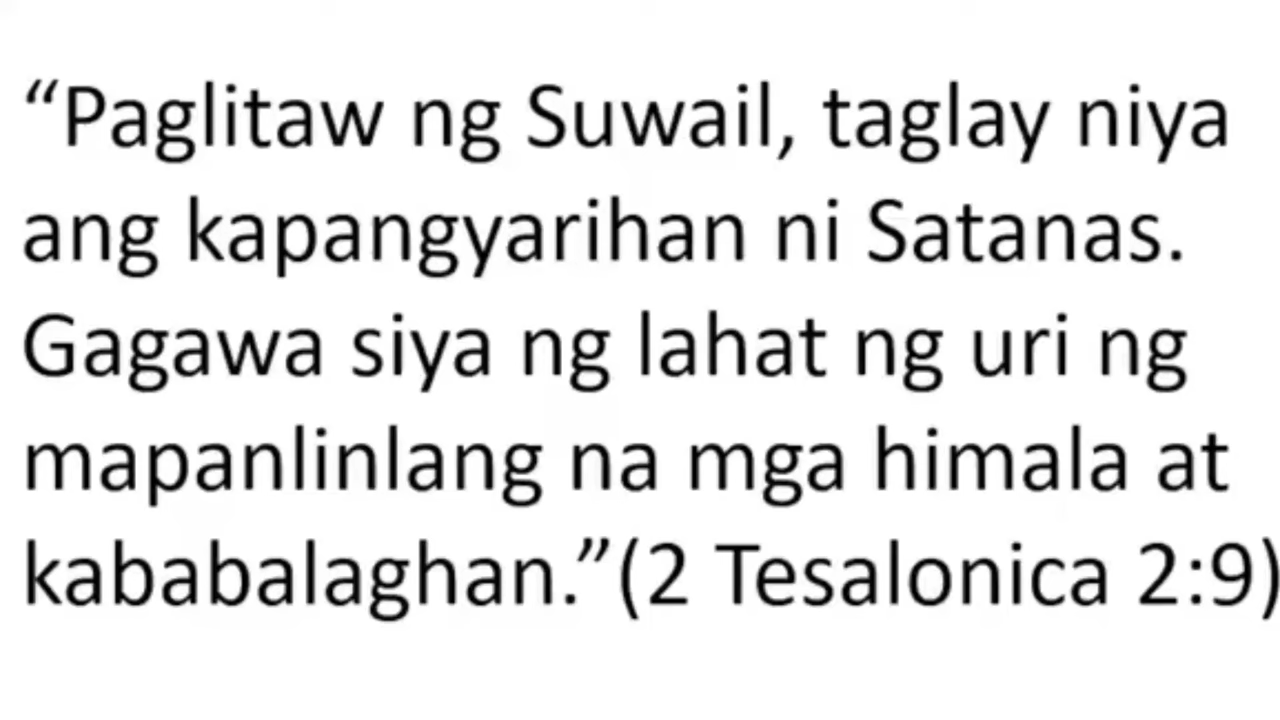 “Paglitaw ng Suwail, taglay niya
ang kapangyarihan ni Satanas.
Gagawa siya ng lahat ng uri ng
mapanlinlang na mga himala at
kababalaghan.”(2 Tesalonica 2:9)